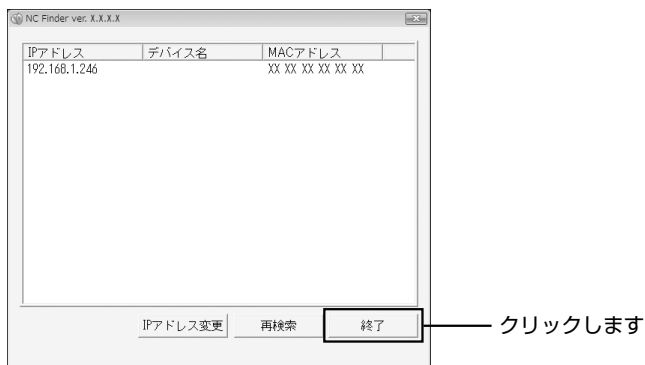 NC Finder ver. X.X.X.X
IPアドレス デバイス名 MACアドレス
192.168.1.246 XX XX XX XX XX XX
IPアドレス変更 再検索 終了 クリックします